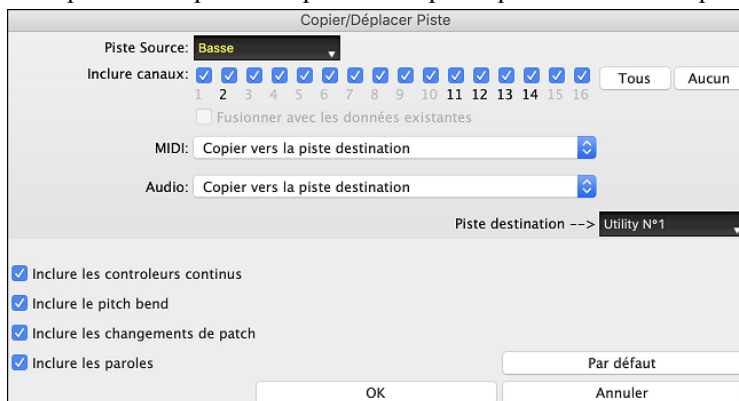 Copier/Déplacer Piste
Piste Source: Basse
Inclure canaux: Tous Aucun
1 2 3 4 5 6 7 8 9 10 11 12 13 14 15 16
Fusionner avec les données existantes
MIDI: Copier vers la piste destination
Audio: Copier vers la piste destination
Piste destination --> Utility N°1
Inclure les controleurs continus
Inclure le pitch bend
Inclure les changements de patch
Inclure les paroles
Par défaut
OK Annuler